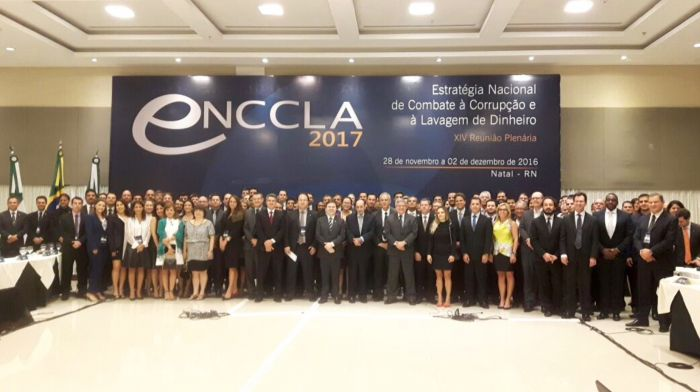 eNCCLA
2017
Estratégia Nacional
de Combate à Corrupção e
à Lavagem de Dinheiro
XIV Reunião Plenária
28 de novembro a 02 de dezembro de 2016
Natal - RN